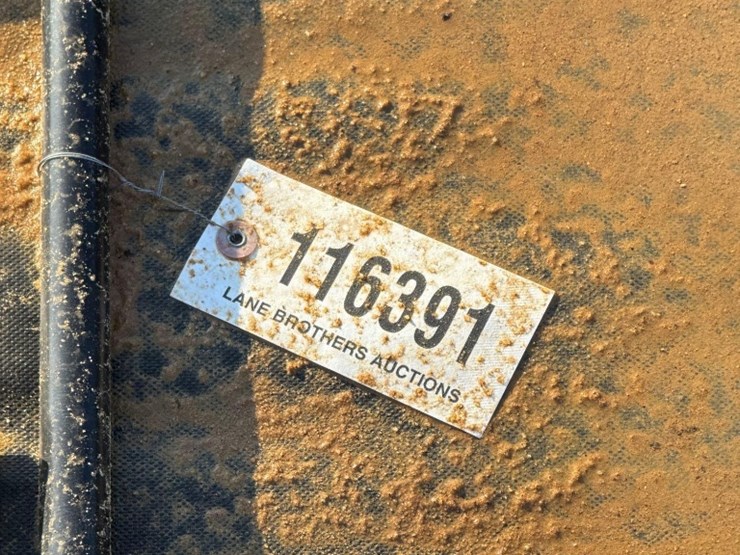 116391
LANE BROTHERS AUCTIONS